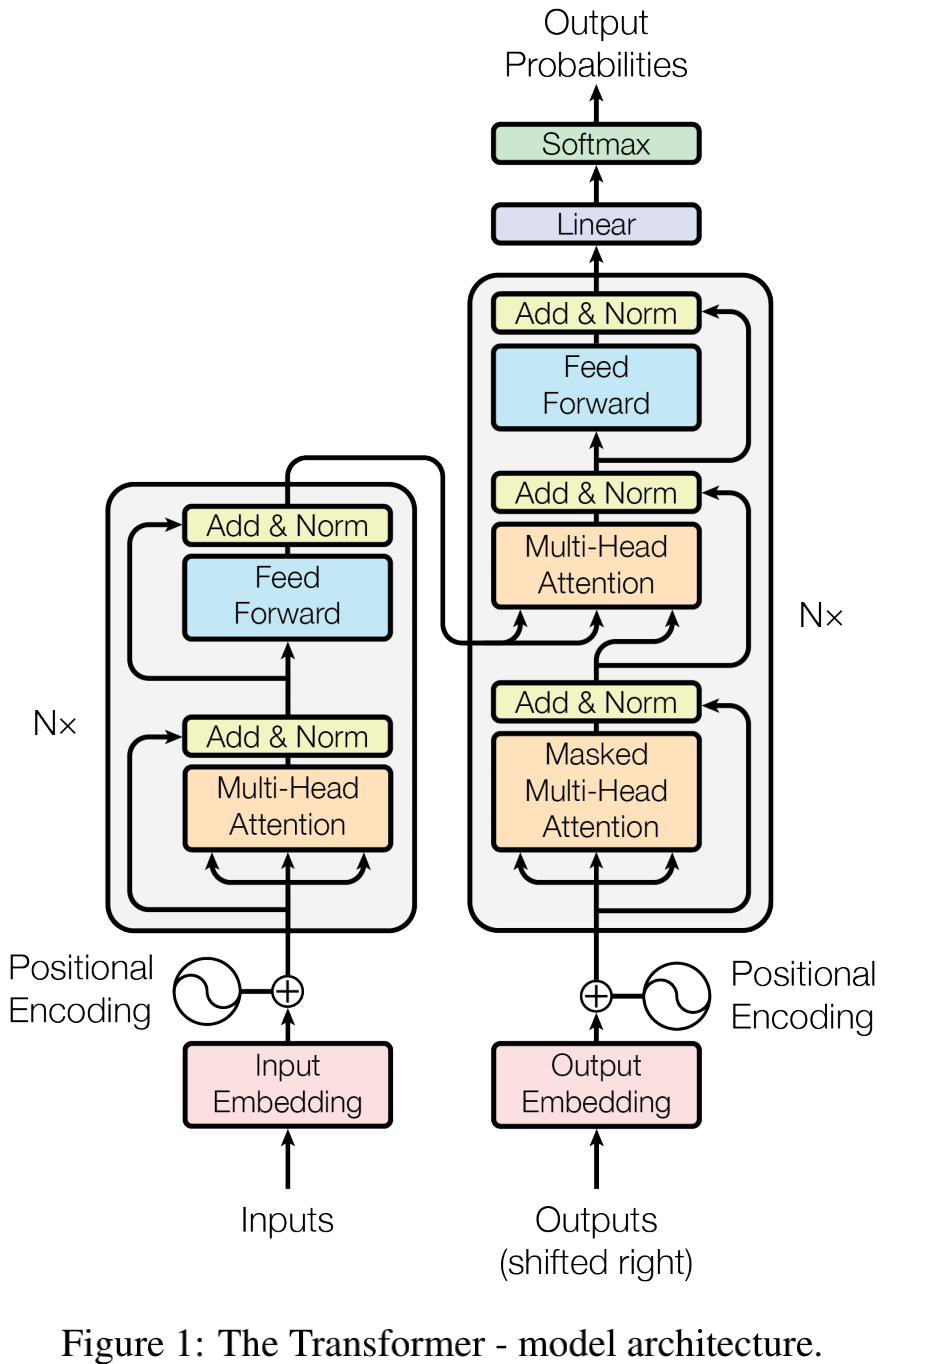 Output
Probabilities
Softmax
Linear
Add & Norm
Feed
Forward
Add & Norm
Multi-Head
Attention
Add & Norm
Masked
Multi-Head
Attention
N×
Add & Norm
Feed
Forward
Add & Norm
Multi-Head
Attention
N×
Positional
Encoding
Positional
Encoding
Input
Embedding
Output
Embedding
Inputs
Outputs
(shifted right)
Figure 1: The Transformer - model architecture.